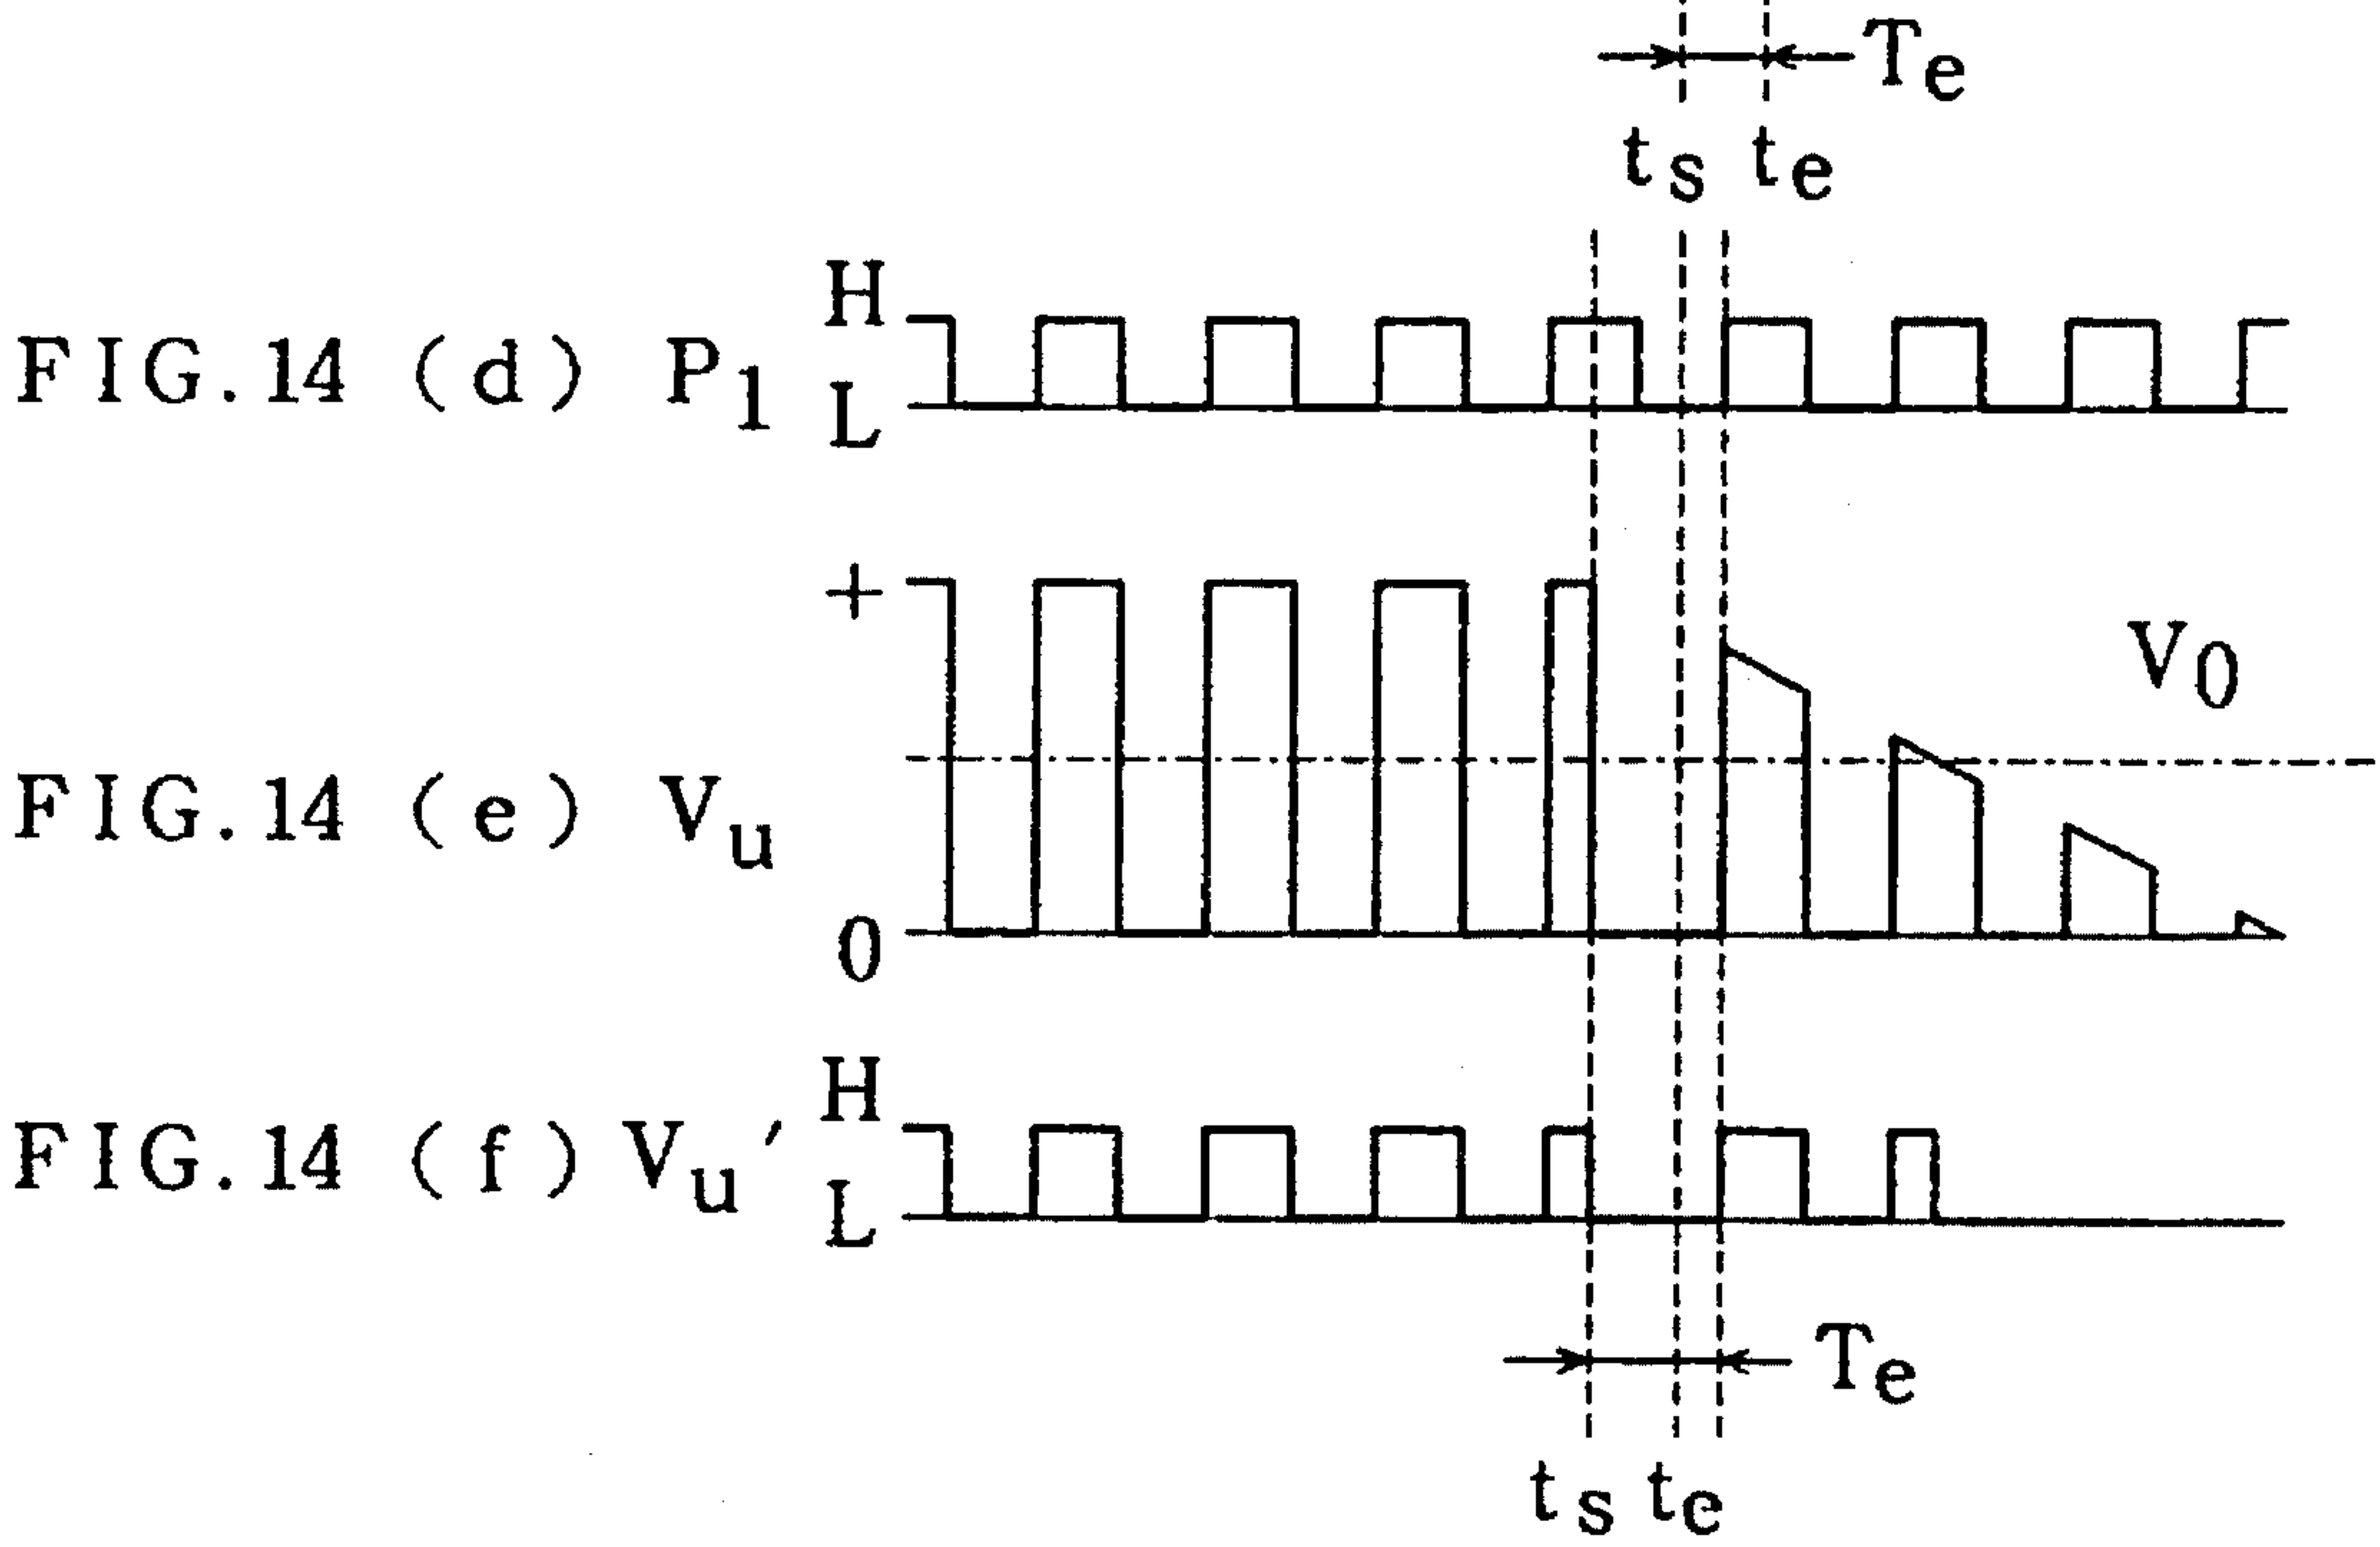 Te
ts te
FIG.14 (d) P1 H L
+
V0
FIG.14 (e) Vu
0
FIG.14 (f) Vu′ H L
Te
ts te